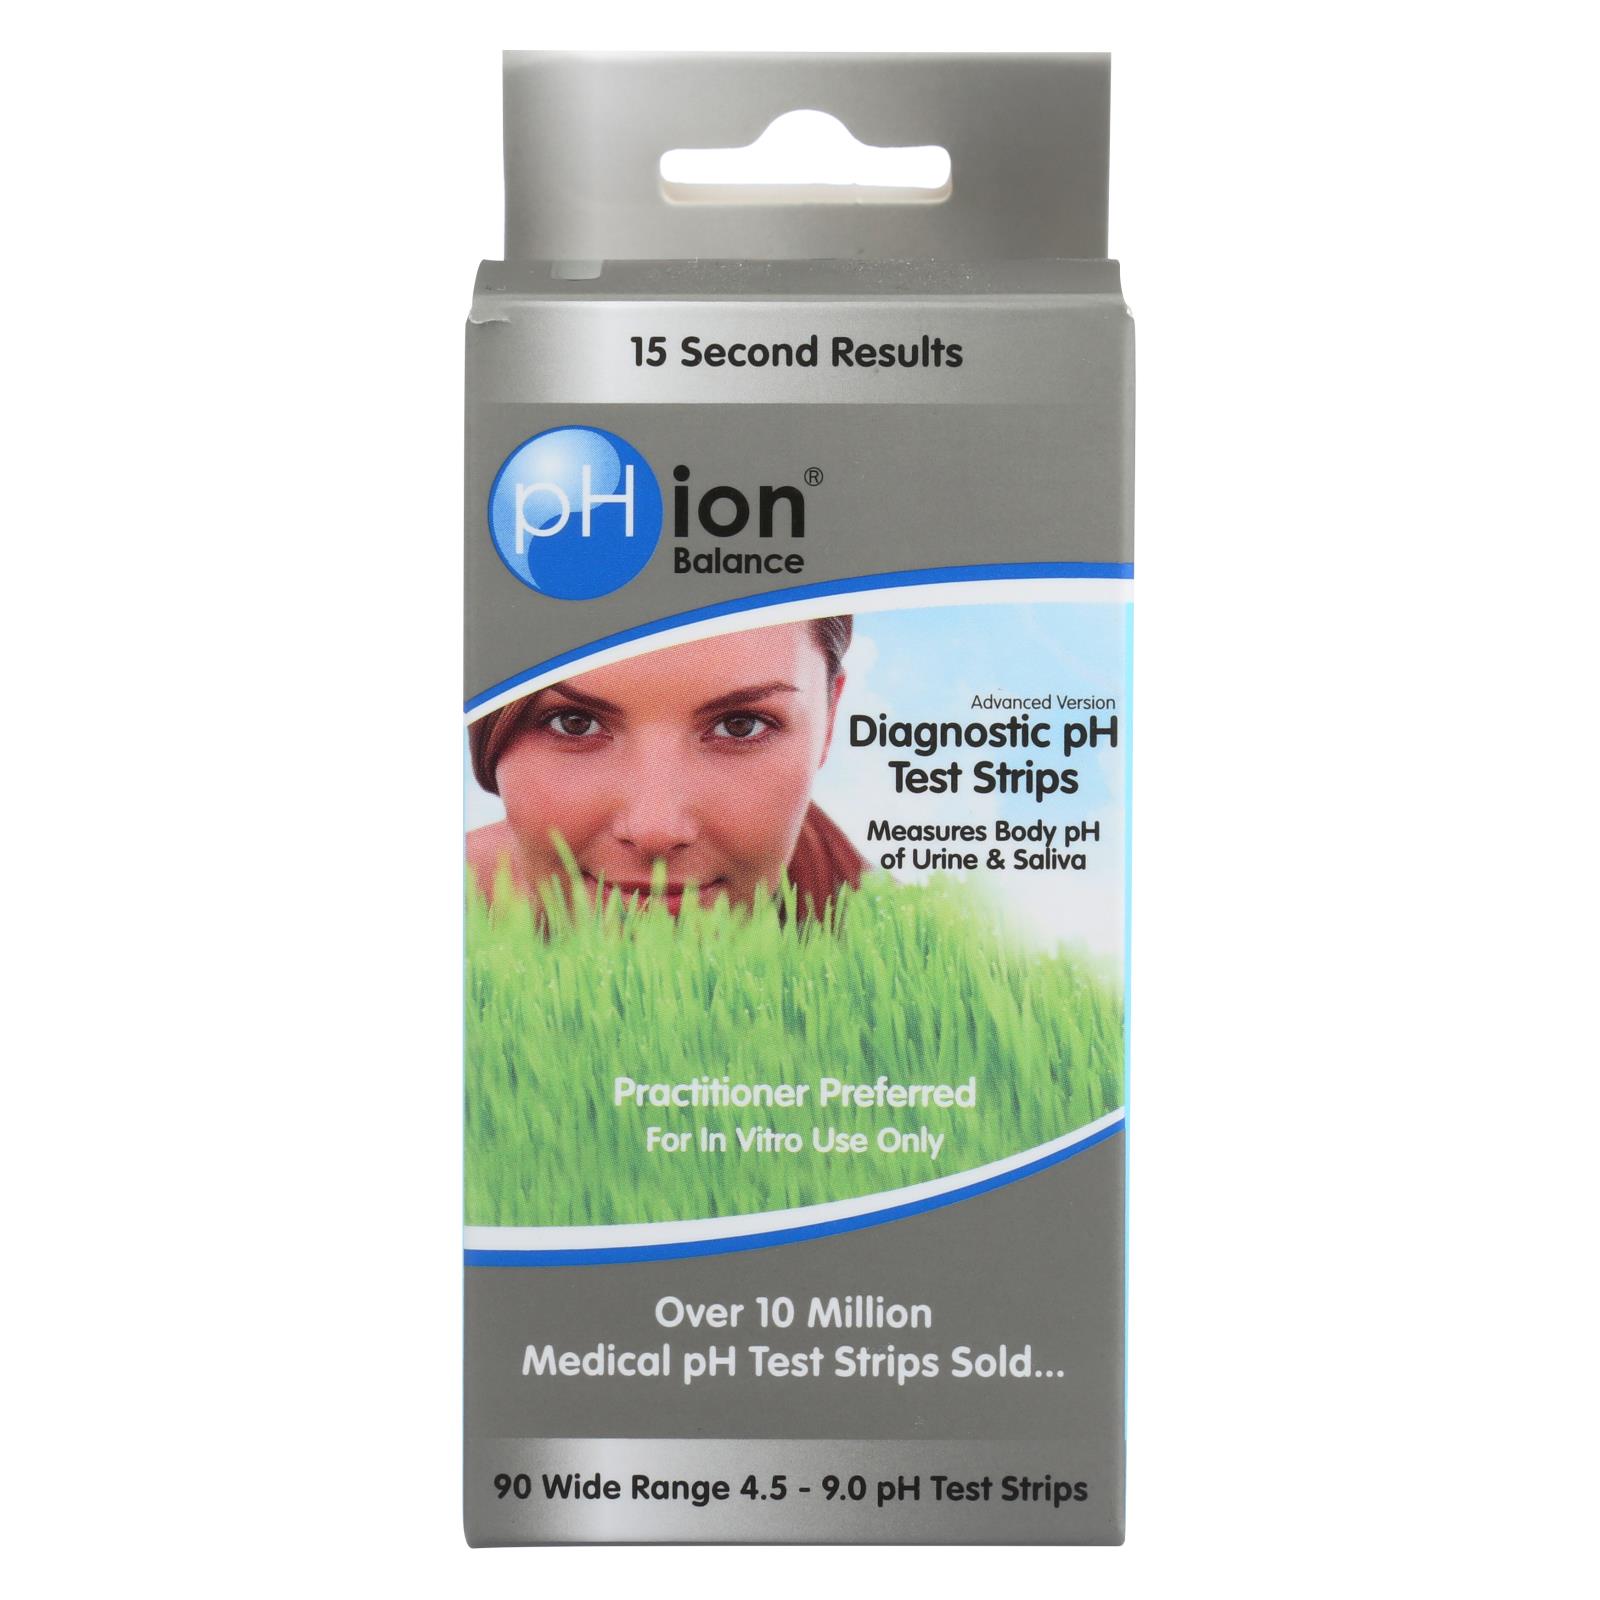 15 Second Results
pH ion®
Balance
Advanced Version
Diagnostic pH
Test Strips
Measures Body pH
of Urine & Saliva
Practitioner Preferred
For In Vitro Use Only
Over 10 Million
Medical pH Test Strips Sold...
90 Wide Range 4.5 - 9.0 pH Test Strips